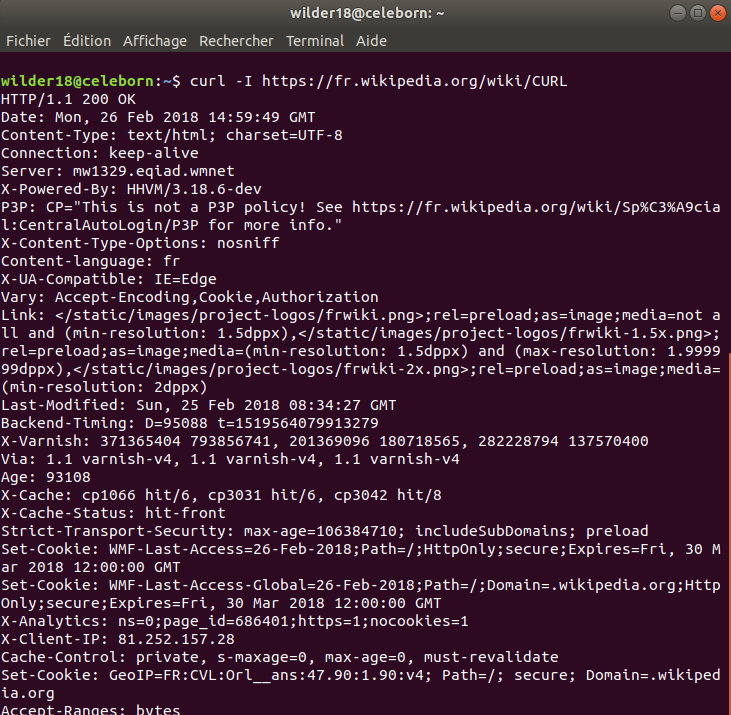 wilder18@celeborn: ~
Fichier Édition Affichage Rechercher Terminal Aide
wilder18@celeborn:~$ curl -I https://fr.wikipedia.org/wiki/CURL
HTTP/1.1 200 OK
Date: Mon, 26 Feb 2018 14:59:49 GMT
Content-Type: text/html; charset=UTF-8
Connection: keep-alive
Server: mw1329.eqiad.wmnet
X-Powered-By: HHVM/3.18.6-dev
P3P: CP="This is not a P3P policy! See https://fr.wikipedia.org/wiki/Sp%C3%A9cia
l:CentralAutoLogin/P3P for more info."
X-Content-Type-Options: nosniff
Content-language: fr
X-UA-Compatible: IE=Edge
Vary: Accept-Encoding,Cookie,Authorization
Link: </static/images/project-logos/frwiki.png>;rel=preload;as=image;media=not a
ll and (min-resolution: 1.5dppx),</static/images/project-logos/frwiki-1.5x.png>;
rel=preload;as=image;media=(min-resolution: 1.5dppx) and (max-resolution: 1.9999
99dppx),</static/images/project-logos/frwiki-2x.png>;rel=preload;as=image;media=
(min-resolution: 2dppx)
Last-Modified: Sun, 25 Feb 2018 08:34:27 GMT
Backend-Timing: D=95088 t=1519564079913279
X-Varnish: 371365404 793856741, 201369096 180718565, 282228794 137570400
Via: 1.1 varnish-v4, 1.1 varnish-v4, 1.1 varnish-v4
Age: 93108
X-Cache: cp1066 hit/6, cp3031 hit/6, cp3042 hit/8
X-Cache-Status: hit-front
Strict-Transport-Security: max-age=106384710; includeSubDomains; preload
Set-Cookie: WMF-Last-Access=26-Feb-2018;Path=/;HttpOnly;secure;Expires=Fri, 30 M
ar 2018 12:00:00 GMT
Set-Cookie: WMF-Last-Access-Global=26-Feb-2018;Path=/;Domain=.wikipedia.org;Http
Only;secure;Expires=Fri, 30 Mar 2018 12:00:00 GMT
X-Analytics: ns=0;page_id=686401;https=1;nocookies=1
X-Client-IP: 81.252.157.28
Cache-Control: private, s-maxage=0, max-age=0, must-revalidate
Set-Cookie: GeoIP=FR:CVL:Orl__ans:47.90:1.90:v4; Path=/; secure; Domain=.wikiped
ia.org
Accept-Ranges: bytes